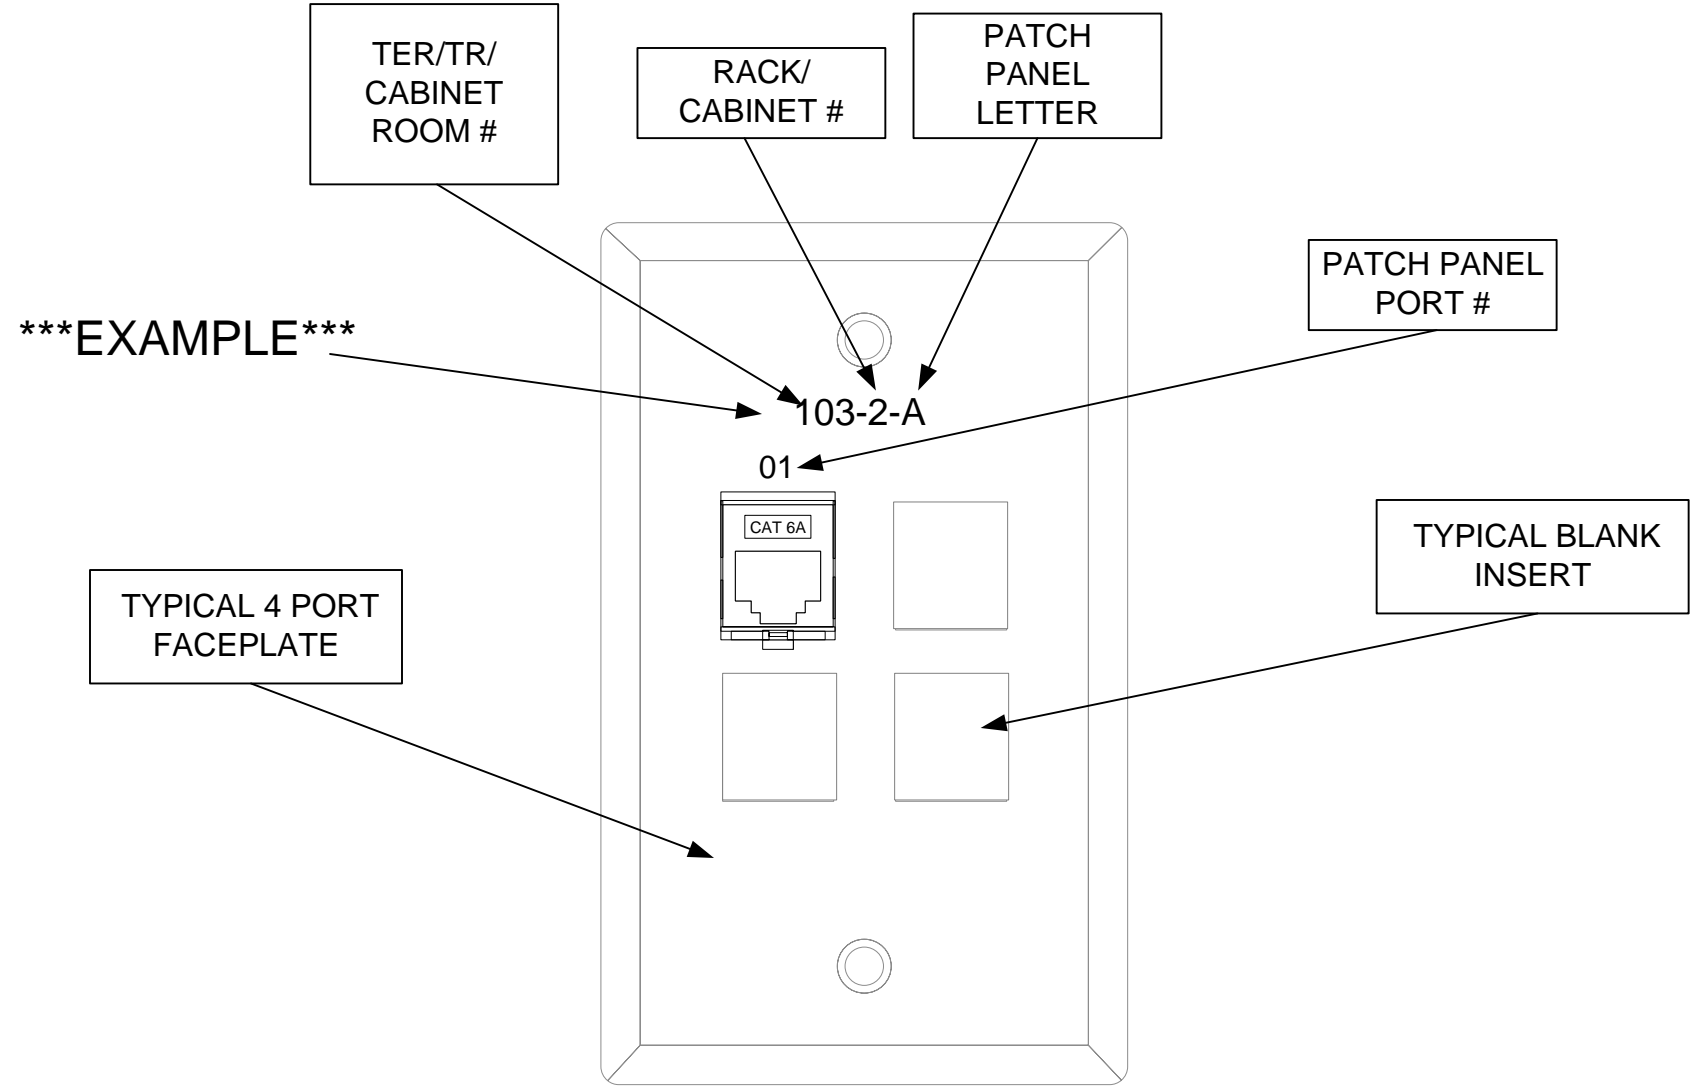 TER/TR/
CABINET
ROOM #
RACK/
CABINET #
PATCH
PANEL
LETTER
PATCH PANEL
PORT #
***EXAMPLE***
103-2-A
01
CAT 6A
TYPICAL BLANK
INSERT
TYPICAL 4 PORT
FACEPLATE